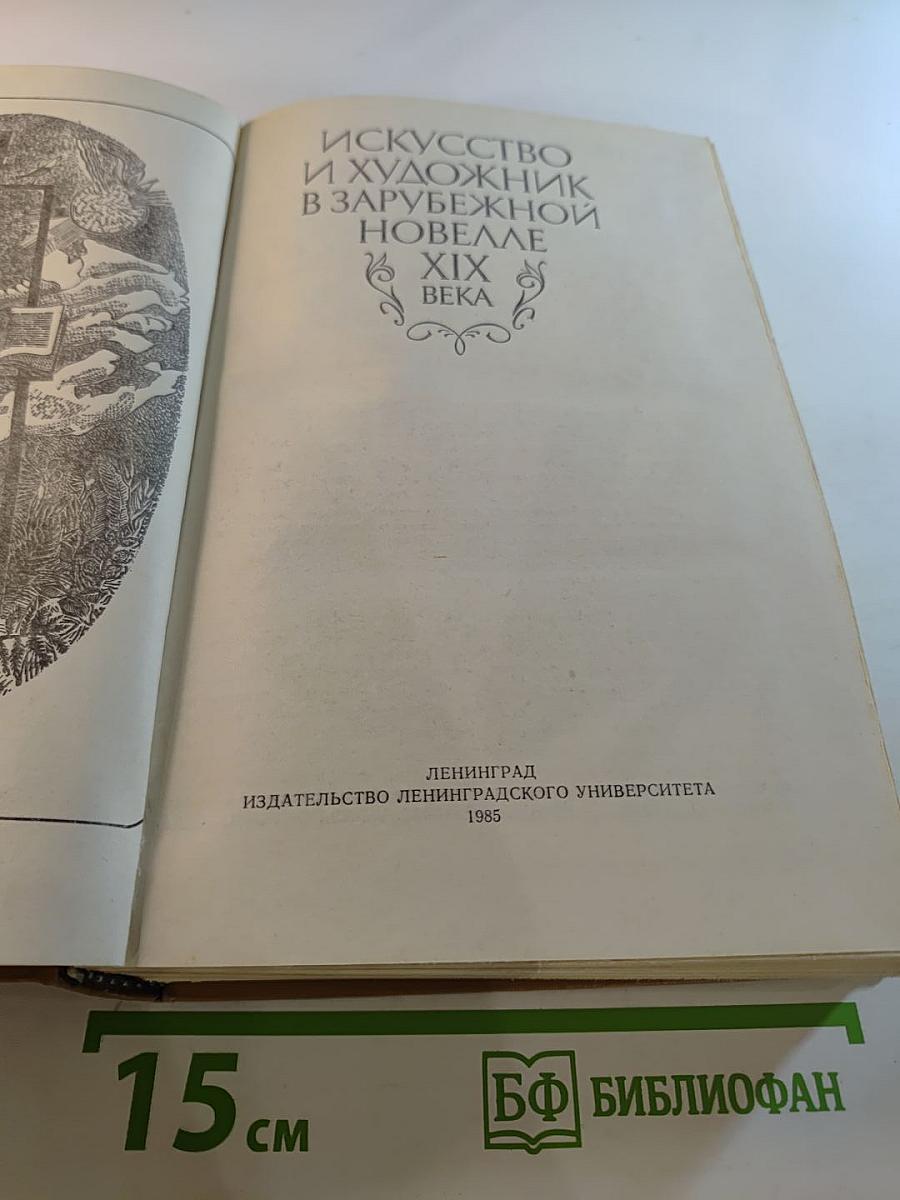 ИСКУССТВО
И ХУДОЖНИК
В ЗАРУБЕЖНОЙ
НОВЕЛЛЕ
XIX
ВЕКА
ЛЕНИНГРАД
ИЗДАТЕЛЬСТВО ЛЕНИНГРАДСКОГО УНИВЕРСИТЕТА
1985
15 см
БФ БИБЛИОФАН